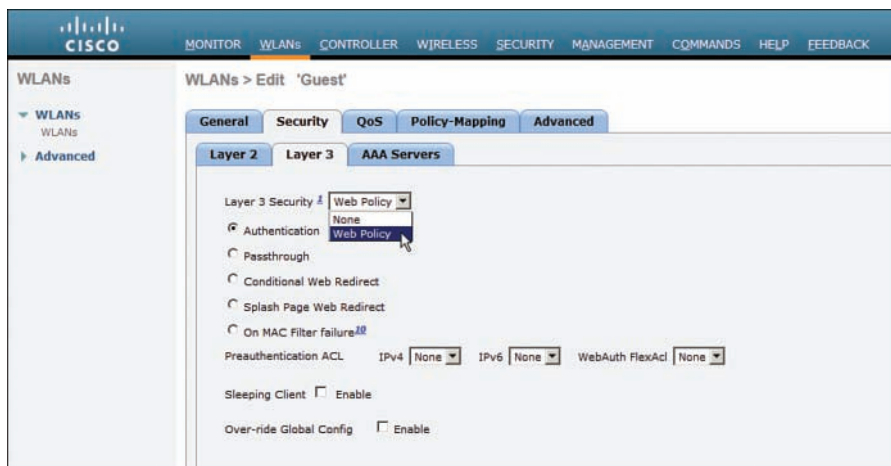 CISCO
MONITOR WLANs CONTROLLER WIRELESS SECURITY MANAGEMENT COMMANDS HELP FEEDBACK
WLANs
WLANs > Edit 'Guest'
WLANs
WLANs
Advanced
General Security QoS Policy-Mapping Advanced
Layer 2 Layer 3 AAA Servers
Layer 3 Security 1 Web Policy
None
Web Policy
Authentication
Passthrough
Conditional Web Redirect
Splash Page Web Redirect
On MAC Filter failure10
Preauthentication ACL IPv4 None IPv6 None WebAuth FlexAcl None
Sleeping Client Enable
Over-ride Global Config Enable